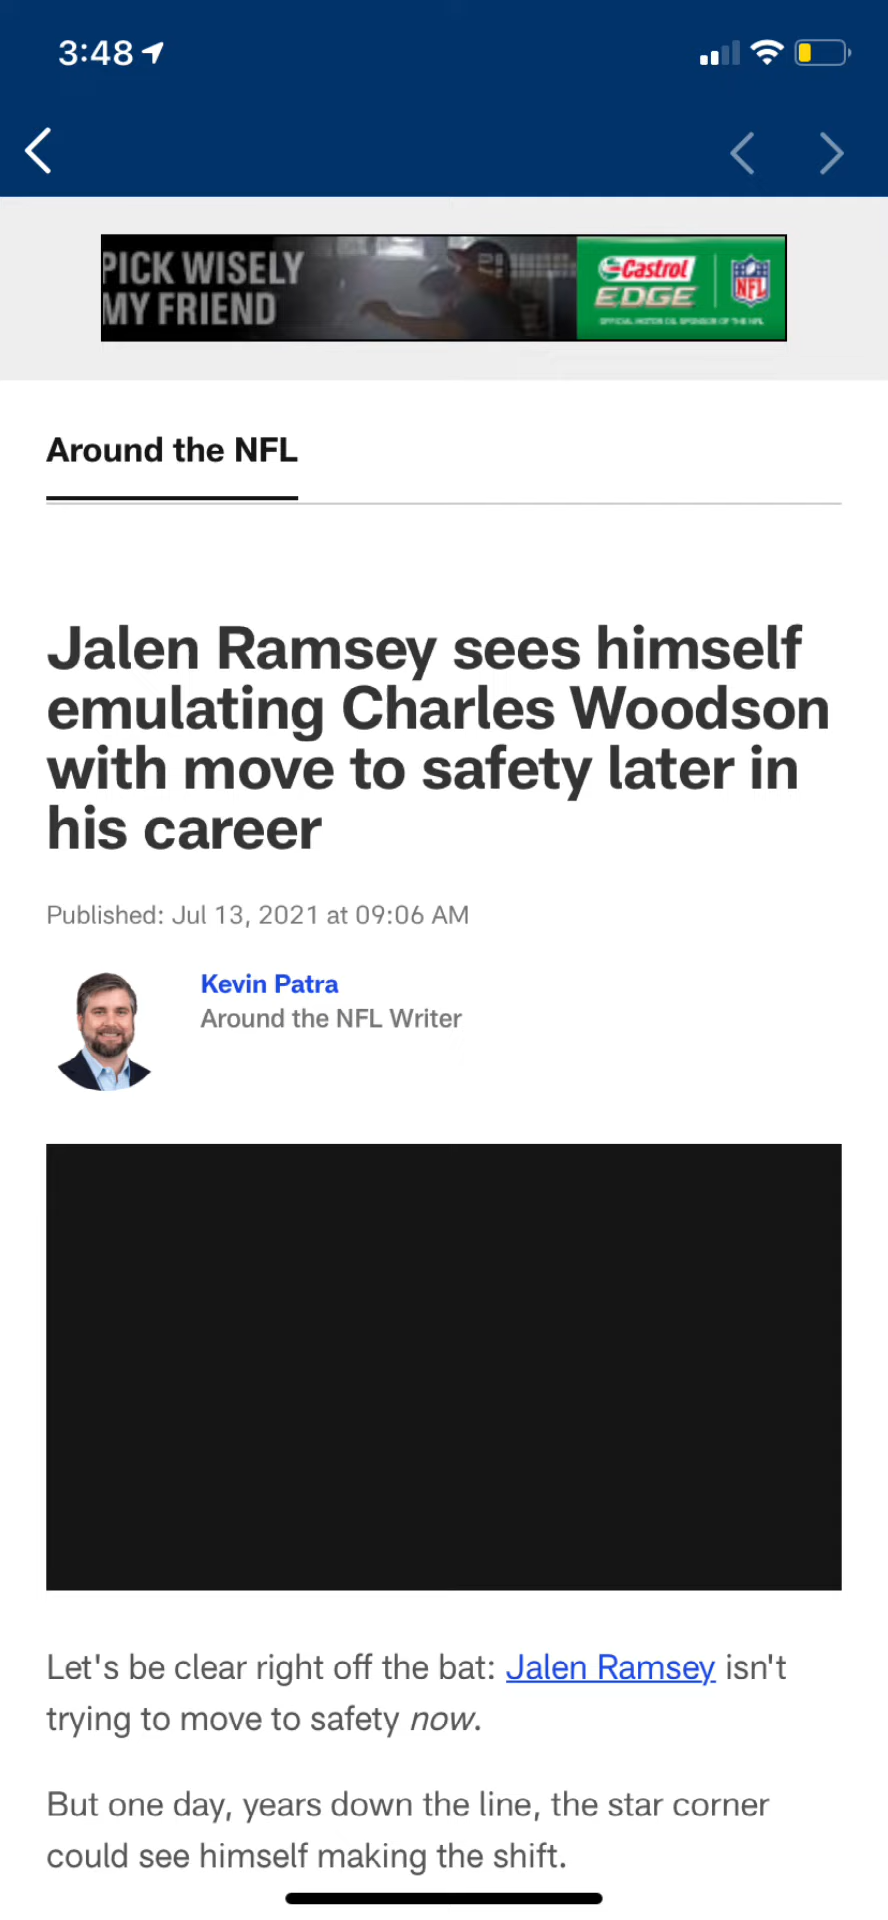 3:48
PICK WISELY
MY FRIEND
Castrol
EDGE
NFL
Around the NFL
Jalen Ramsey sees himself
emulating Charles Woodson
with move to safety later in
his career
Published: Jul 13, 2021 at 09:06 AM
Kevin Patra
Around the NFL Writer
Let's be clear right off the bat: Jalen Ramsey isn't
trying to move to safety now.
But one day, years down the line, the star corner
could see himself making the shift.